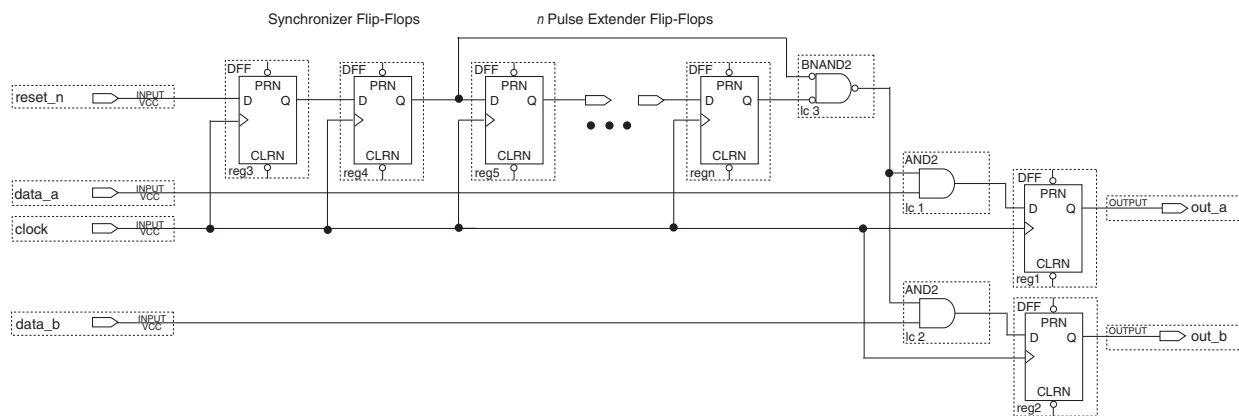 Synchronizer Flip-Flops
n Pulse Extender Flip-Flops
BNAND2
DFF
DFF
DFF
DFF
PRN
PRN
PRN
PRN
reset_n
INPUT
VCC
D Q
D Q
D Q
D Q
lc 3
CLRN
CLRN
CLRN
CLRN
reg3
reg4
reg5
regn
AND2
DFF
data_a
INPUT
VCC
PRN
lc 1
D Q
OUTPUT
out_a
clock
INPUT
VCC
CLRN
reg1
AND2
DFF
data_b
INPUT
VCC
PRN
lc 2
D Q
OUTPUT
out_b
CLRN
reg2